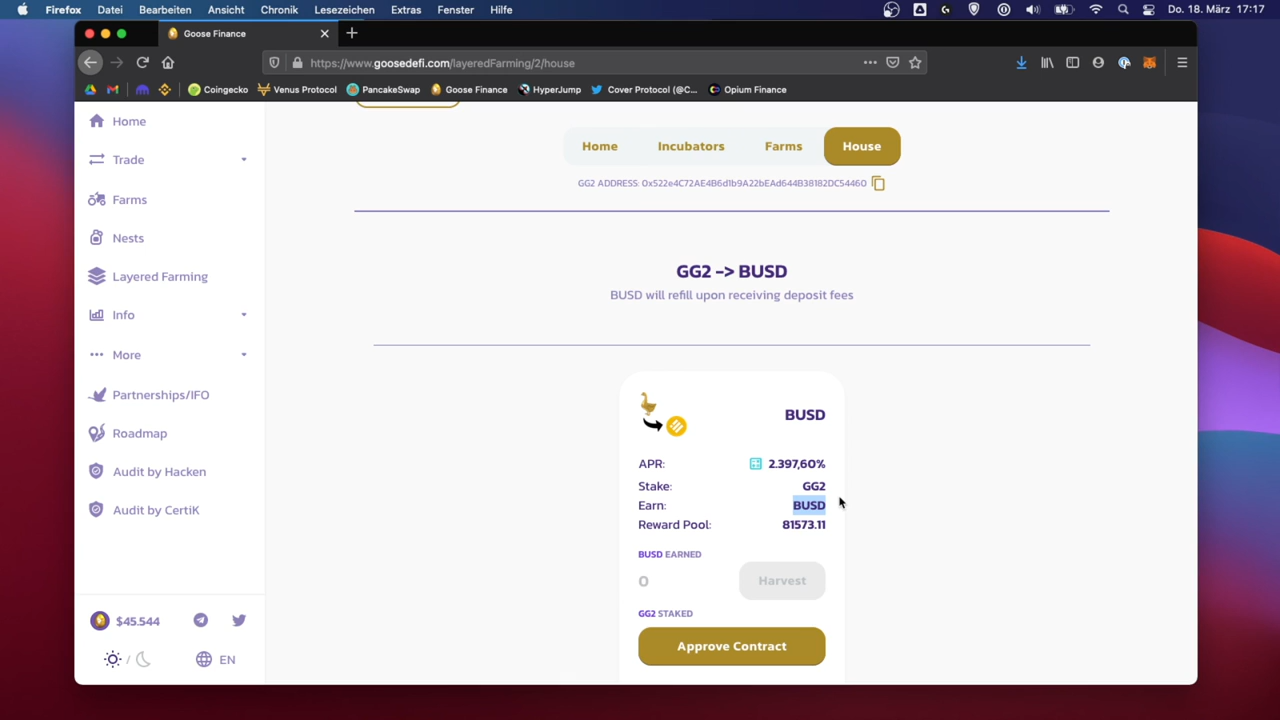 Firefox Datei Bearbeiten Ansicht Chronik Lesezeichen Extras Fenster Hilfe Do. 18. März 17:17
Goose Finance
https://www.goosedefi.com/layeredFarming/2/house
Coingecko Venus Protocol PancakeSwap Goose Finance HyperJump Cover Protocol (@C... Opium Finance
Home
Trade
Farms
Nests
Layered Farming
Info
More
Partnerships/IFO
Roadmap
Audit by Hacken
Audit by CertiK
$45.544
/
EN
Home Incubators Farms House
GG2 ADDRESS: 0x522e4C72AE4B6d1b9A22bEAd644B38182DC54460
GG2 -> BUSD
BUSD will refill upon receiving deposit fees
BUSD
APR: 2.397,60%
Stake: GG2
Earn: BUSD
Reward Pool: 81573.11
BUSD EARNED
0 Harvest
GG2 STAKED
Approve Contract